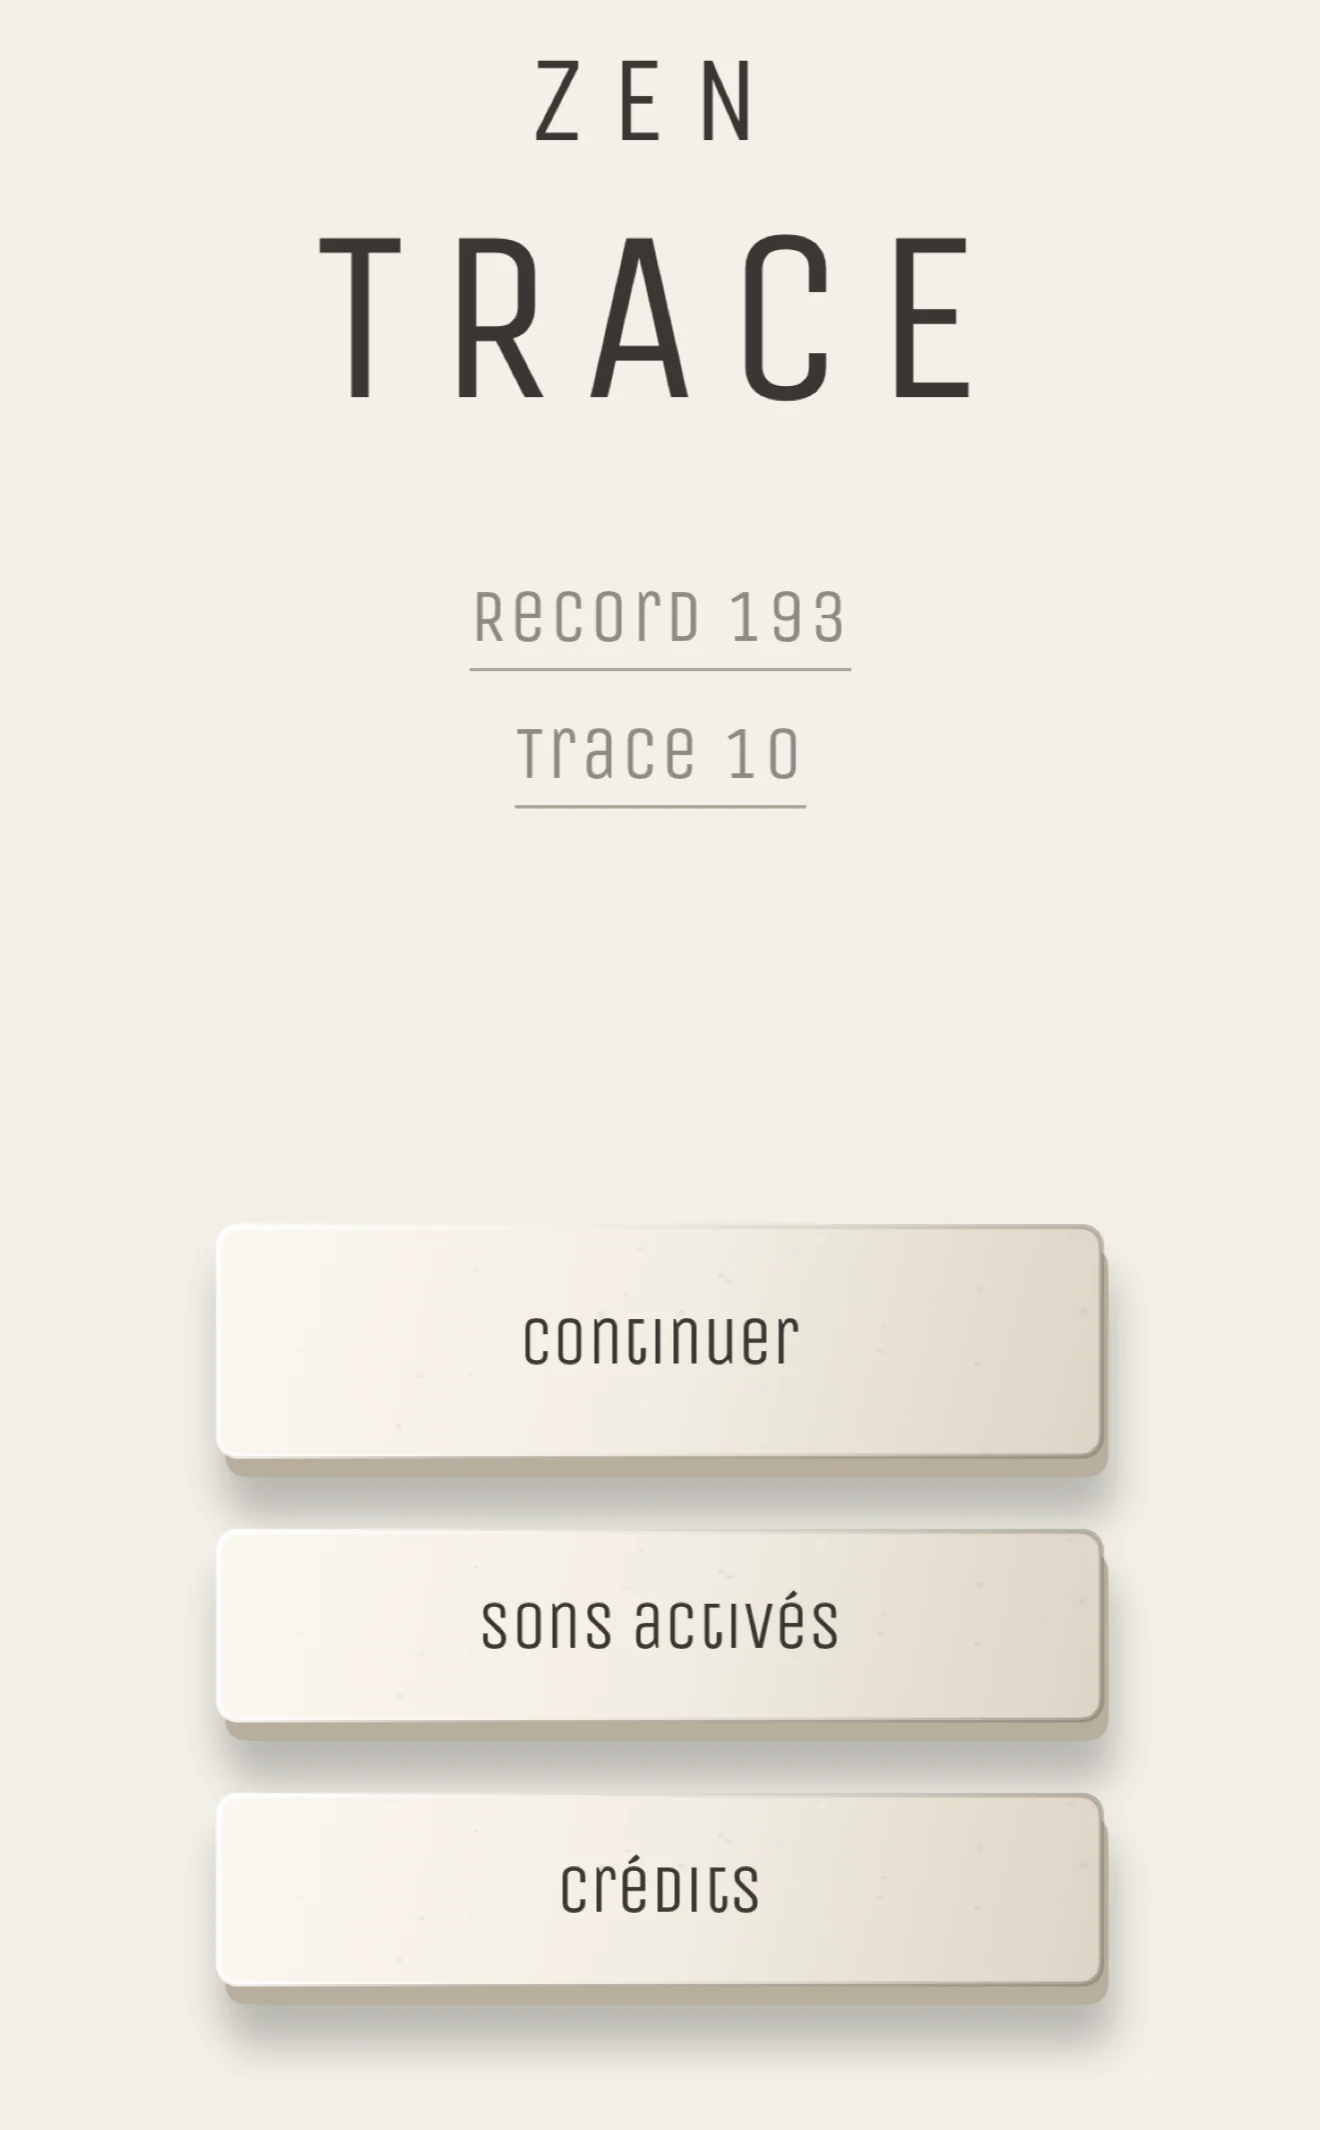 ZEN
TRACE
Record 193
Trace 10
continuer
sons activés
crédits